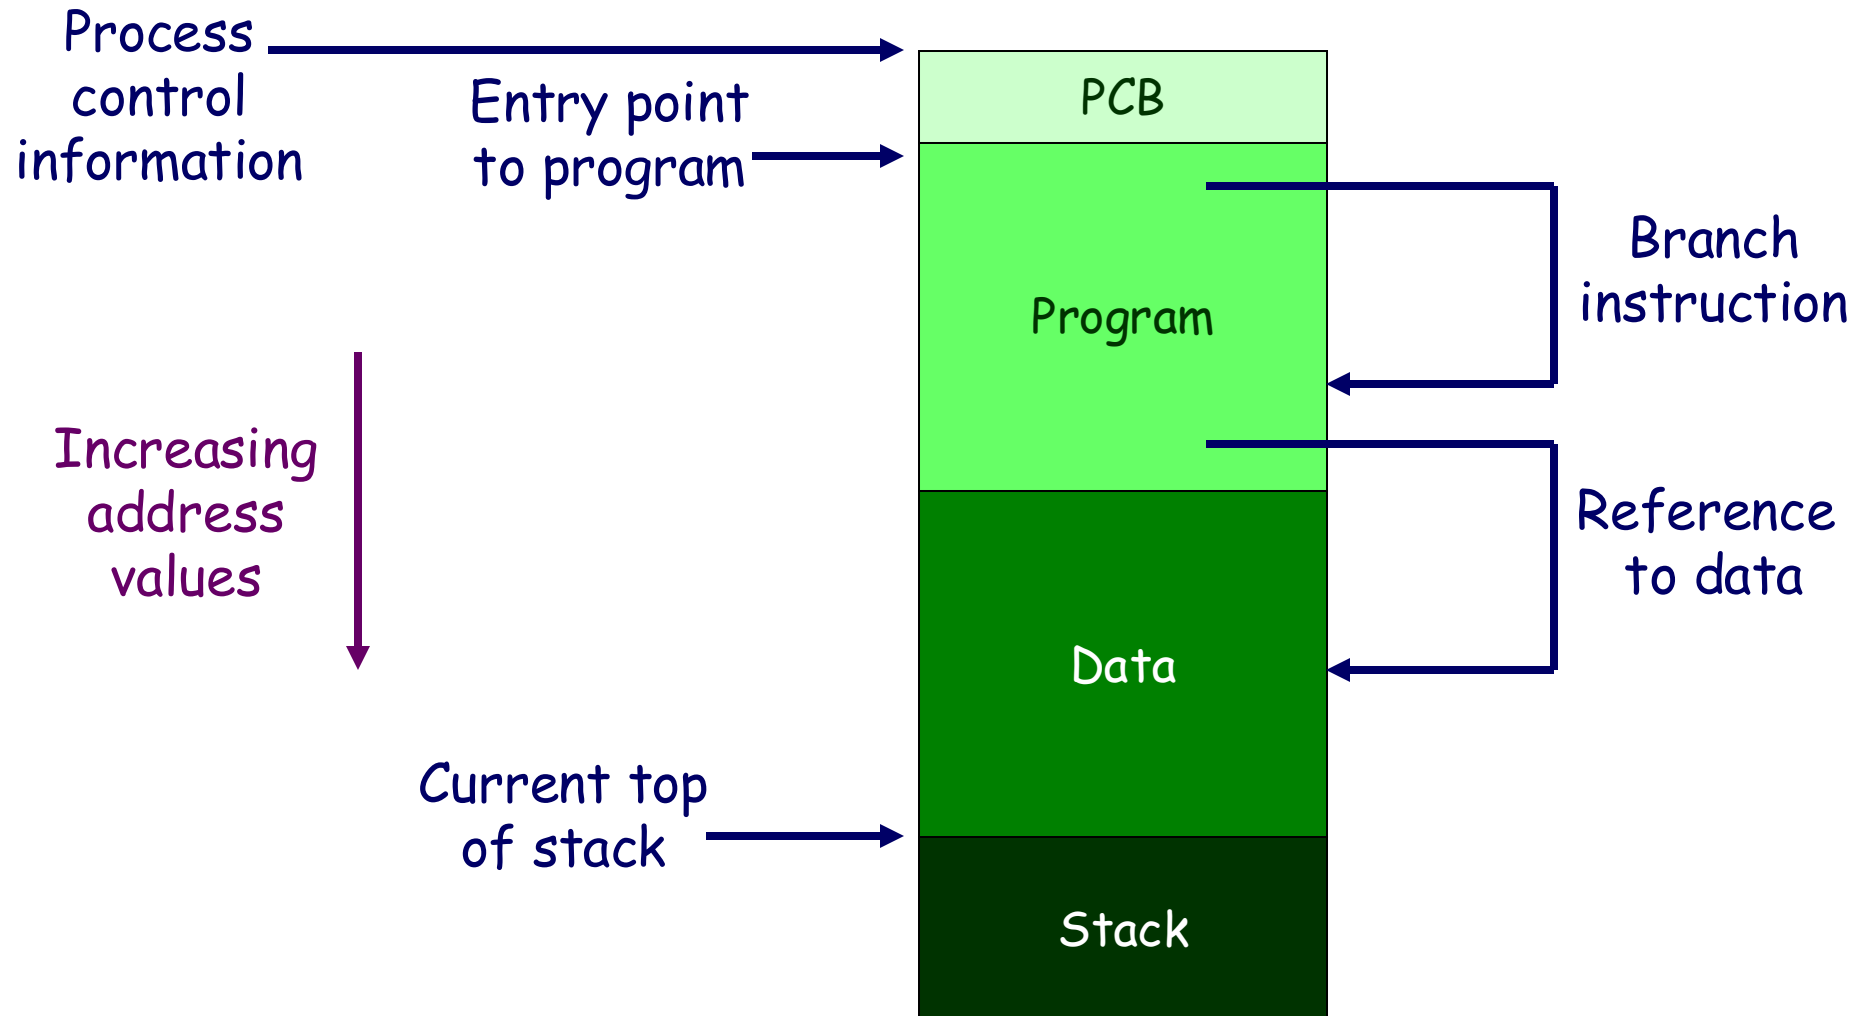 Process
control
information
Entry point
to program
PCB
Program
Branch
instruction
Increasing
address
values
Reference
to data
Data
Current top
of stack
Stack